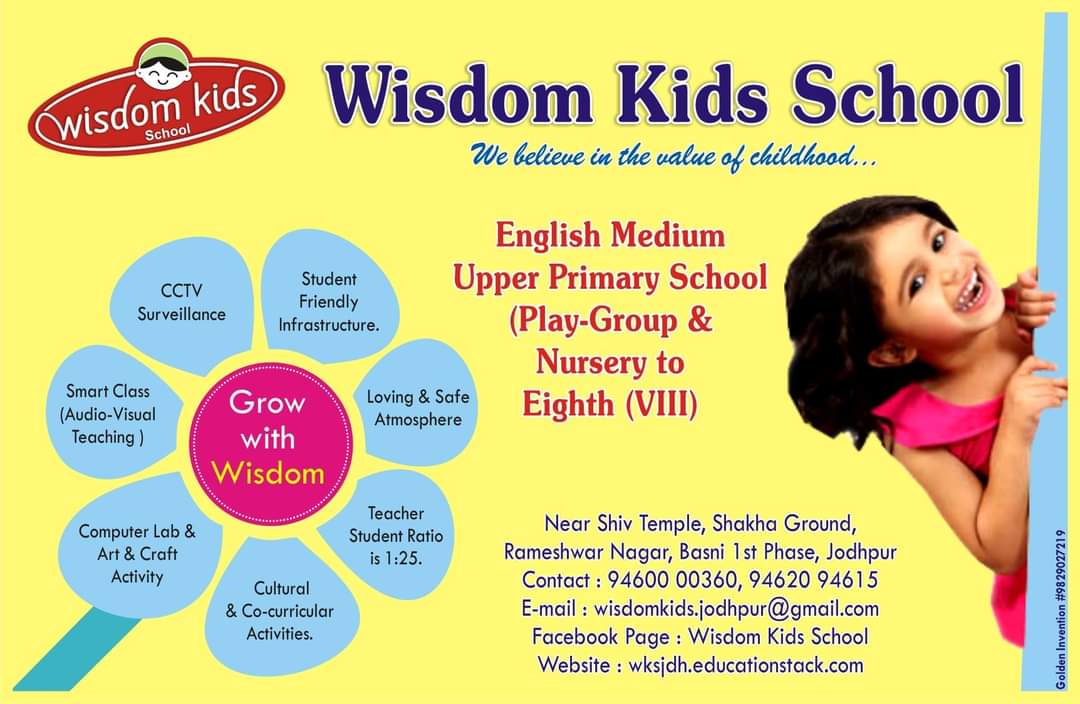 wisdom kids
School
Wisdom Kids School
We believe in the value of childhood...
English Medium
Upper Primary School
(Play-Group &
Nursery to
Eighth (VIII)
CCTV
Surveillance
Student
Friendly
Infrastructure.
Smart Class
(Audio-Visual
Teaching )
Loving & Safe
Atmosphere
Grow
with
Wisdom
Computer Lab &
Art & Craft
Activity
Teacher
Student Ratio
is 1:25.
Cultural
& Co-curricular
Activities.
Near Shiv Temple, Shakha Ground,
Rameshwar Nagar, Basni 1st Phase, Jodhpur
Contact : 94600 00360, 94620 94615
E-mail : wisdomkids.jodhpur@gmail.com
Facebook Page : Wisdom Kids School
Website : wksjdh.educationstack.com
Golden Invention #9829027219